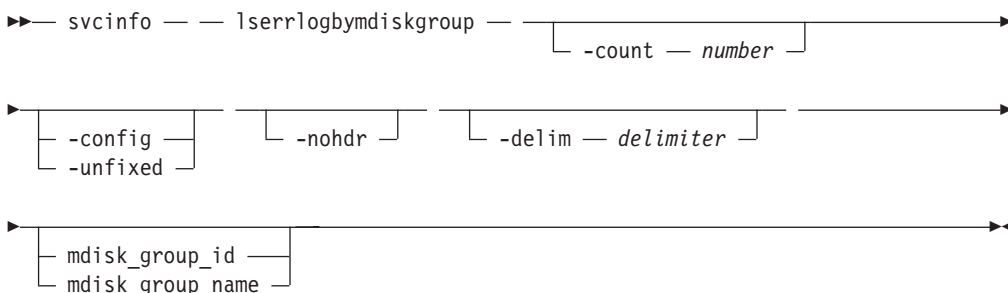 svcinfo lserrlogbymdiskgroup
-count number
-config -nohdr -delim delimiter
-unfixed
mdisk_group_id
mdisk_group_name